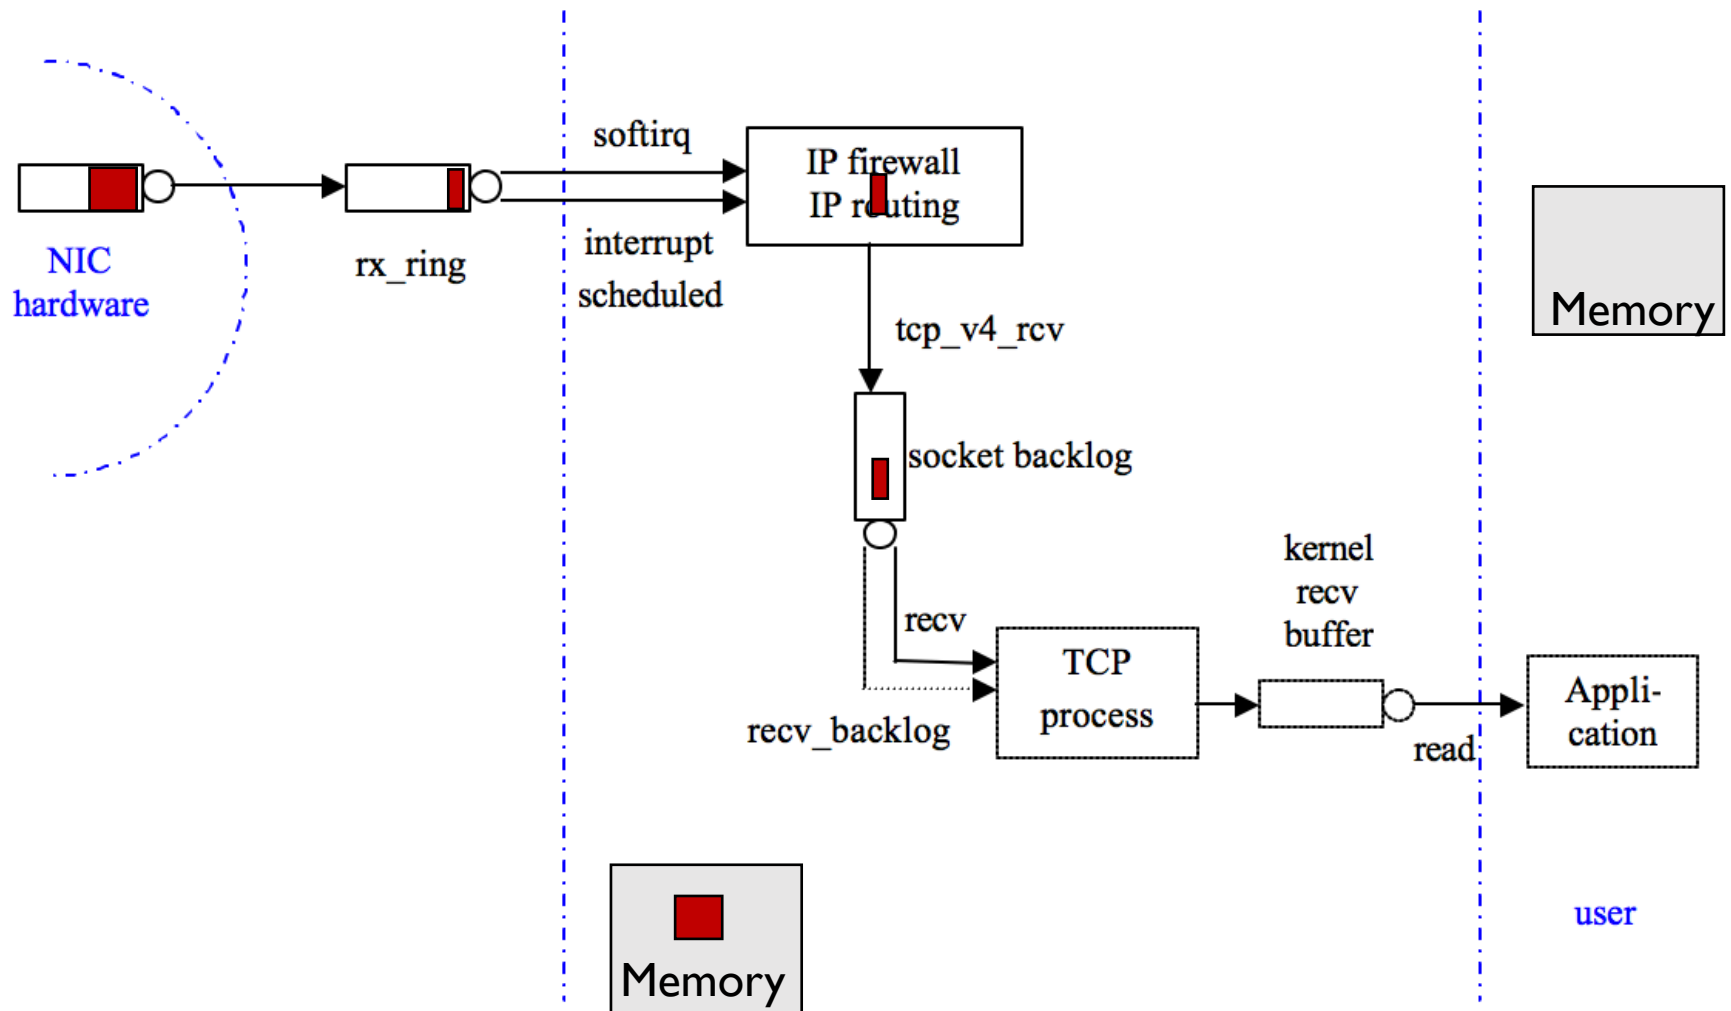 softirq
IP firewall
IP routing
NIC
hardware
rx_ring
interrupt
scheduled
Memory
tcp_v4_rcv
socket backlog
kernel
recv
buffer
recv
TCP
process
recv_backlog
read
Appli-
cation
user
Memory